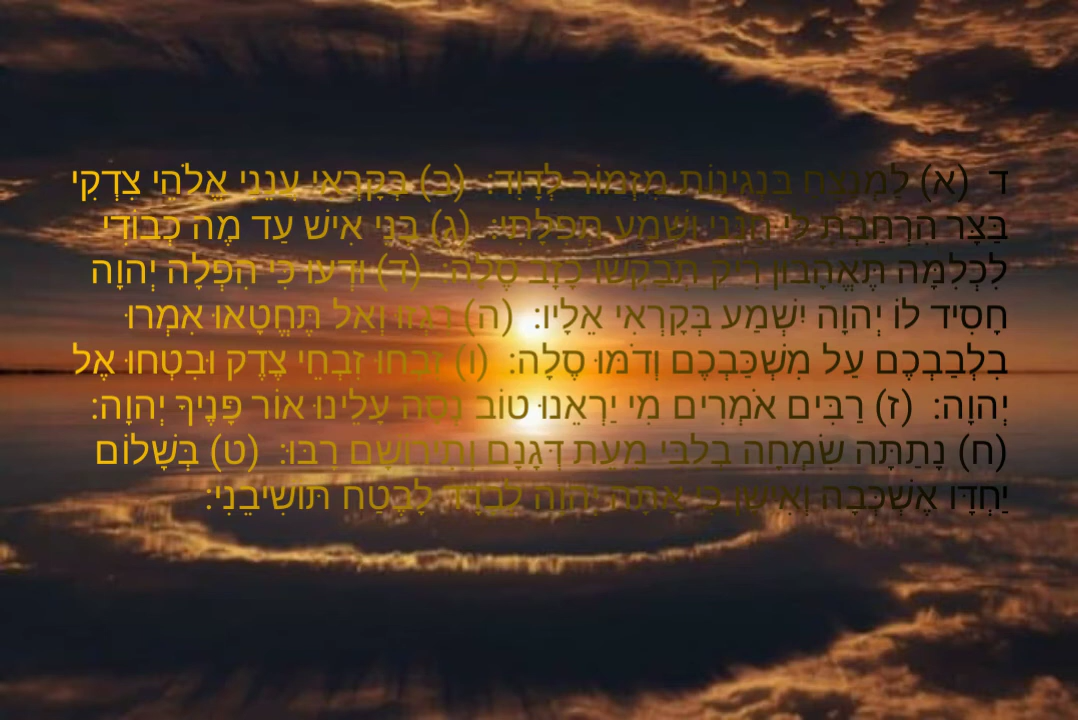 ד (א) לַמְנַצֵּחַ בִּנְגִינוֹת מִזְמוֹר לְדָוִד: (ב) בְּקָרְאִי עֲנֵנִי אֱלֹהֵי צִדְקִי
בַּצָּר הִרְחַבְתָּ לִּי חָנֵּנִי וּשְׁמַע תְּפִלָּתִי: (ג) בְּנֵי אִישׁ עַד מֶה כְבוֹדִי
לִכְלִמָּה תֶּאֱהָבוּן רִיק תְּבַקְשׁוּ כָזָב סֶלָה: (ד) וּדְעוּ כִּי הִפְלָה יְהוָה
חָסִיד לוֹ יְהוָה יִשְׁמַע בְּקָרְאִי אֵלָיו: (ה) רִגְזוּ וְאַל תֶּחֱטָאוּ אִמְרוּ
בִלְבַבְכֶם עַל מִשְׁכַּבְכֶם וְדֹמּוּ סֶלָה: (ו) זִבְחוּ זִבְחֵי צֶדֶק וּבִטְחוּ אֶל
יְהוָה: (ז) רַבִּים אֹמְרִים מִי יַרְאֵנוּ טוֹב נְסָה עָלֵינוּ אוֹר פָּנֶיךָ יְהוָה:
(ח) נָתַתָּה שִׂמְחָה בְלִבִּי מֵעֵת דְּגָנָם וְתִירוֹשָׁם רָבּוּ: (ט) בְּשָׁלוֹם
יַחְדָּו אֶשְׁכְּבָה וְאִישָׁן כִּי אַתָּה יְהוָה לְבָדָד לָבֶטַח תּוֹשִׁיבֵנִי: